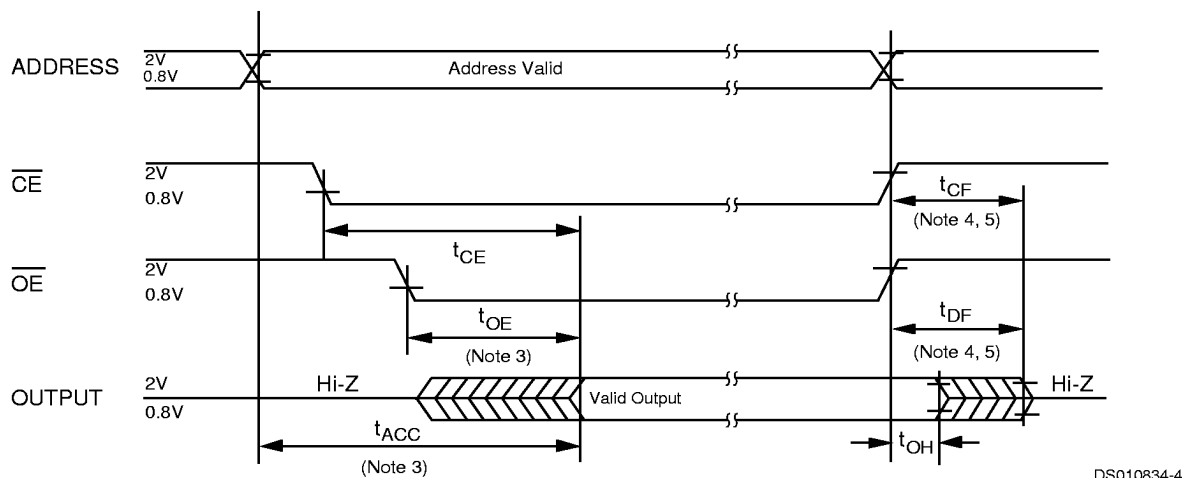 ADDRESS
2V
0.8V
Address Valid
CE
2V
0.8V
tCF
(Note 4, 5)
tCE
OE
2V
0.8V
tOE
(Note 3)
tDF
(Note 4, 5)
OUTPUT
2V
0.8V
Hi-Z
Valid Output
Hi-Z
tACC
(Note 3)
tOH
DS010834-4